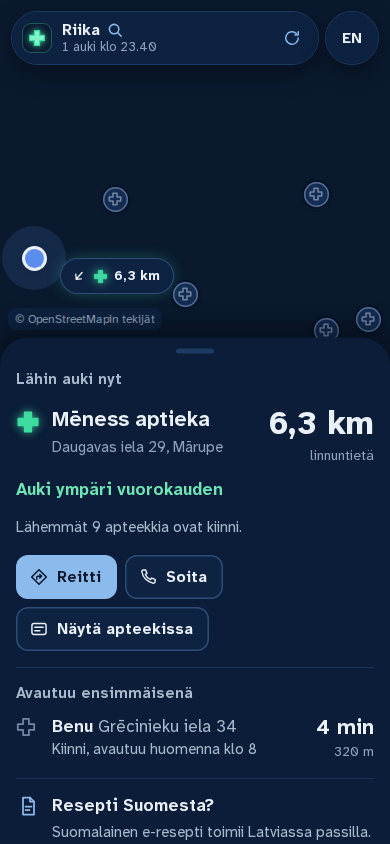 Riika
1 auki klo 23.40
EN
6,3 km
© OpenStreetMapin tekijät
Lähin auki nyt
Mēness aptieka
6,3 km
Daugavas iela 29, Mārupe
linnuntietä
Auki ympäri vuorokauden
Lähemmät 9 apteekkia ovat kiinni.
Reitti
Soita
Näytä apteekissa
Avautuu ensimmäisenä
Benu Grēcinieku iela 34
4 min
Kiinni, avautuu huomenna klo 8
320 m
Resepti Suomesta?
Suomalainen e-resepti toimii Latviassa passilla.